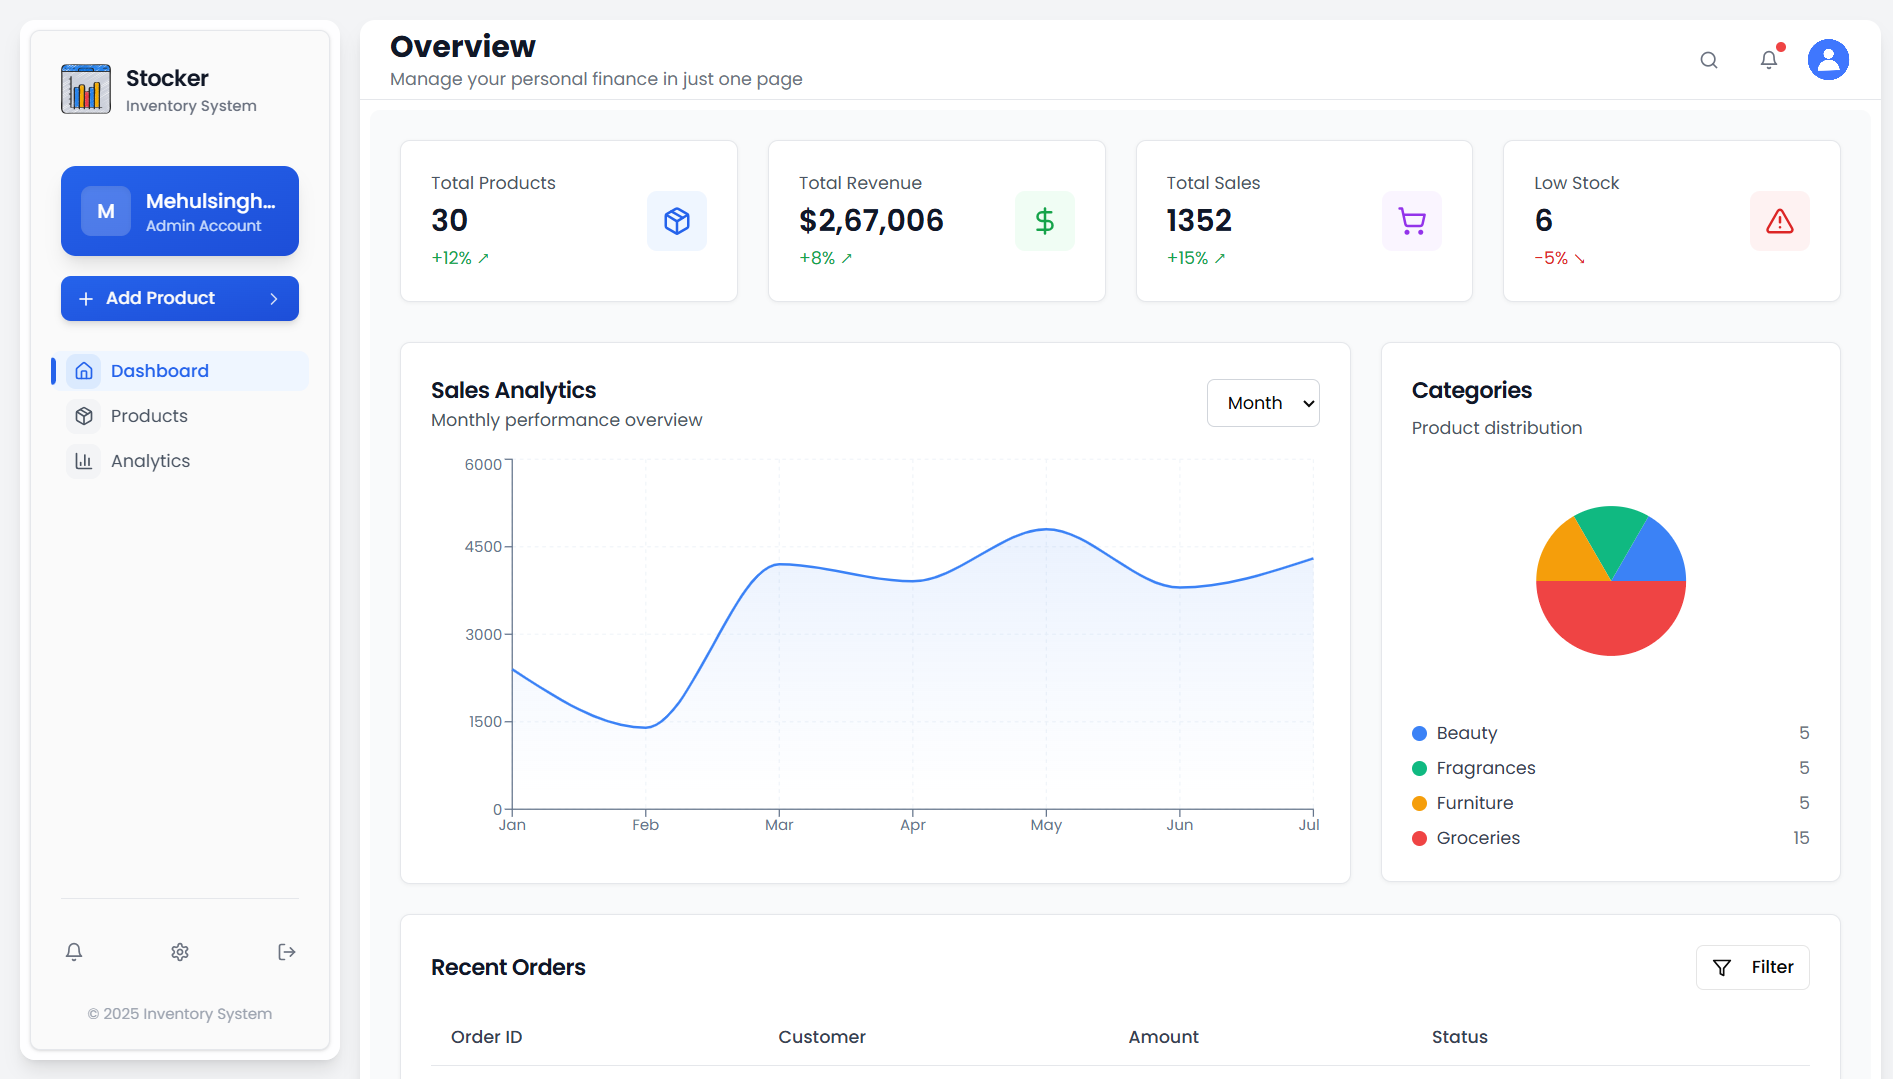 Stocker
Inventory System
M
Mehulsingh...
Admin Account
Add Product
Dashboard
Products
Analytics
© 2025 Inventory System
Overview
Manage your personal finance in just one page
Total Products
30
+12% ↗
Total Revenue
$2,67,006
+8% ↗
Total Sales
1352
+15% ↗
Low Stock
6
-5% ↘
Sales Analytics
Monthly performance overview
Month
6000
4500
3000
1500
0
Jan Feb Mar Apr May Jun Jul
Categories
Product distribution
Beauty 5
Fragrances 5
Furniture 5
Groceries 15
Recent Orders
Filter
Order ID Customer Amount Status